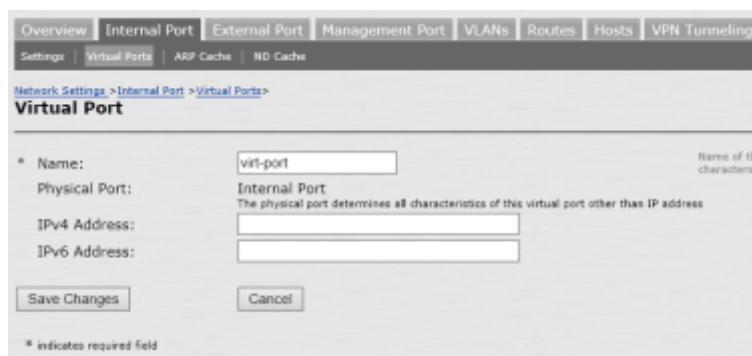 Overview Internal Port External Port Management Port VLANs Routes Hosts VPN Tunneling
Settings | Virtual Ports | ARP Cache | ND Cache
Network Settings > Internal Port > Virtual Ports>
Virtual Port
* Name: virt-port
Name of t
characters
Physical Port: Internal Port
The physical port determines all characteristics of this virtual port other than IP address
IPv4 Address:
IPv6 Address:
Save Changes Cancel
* indicates required field